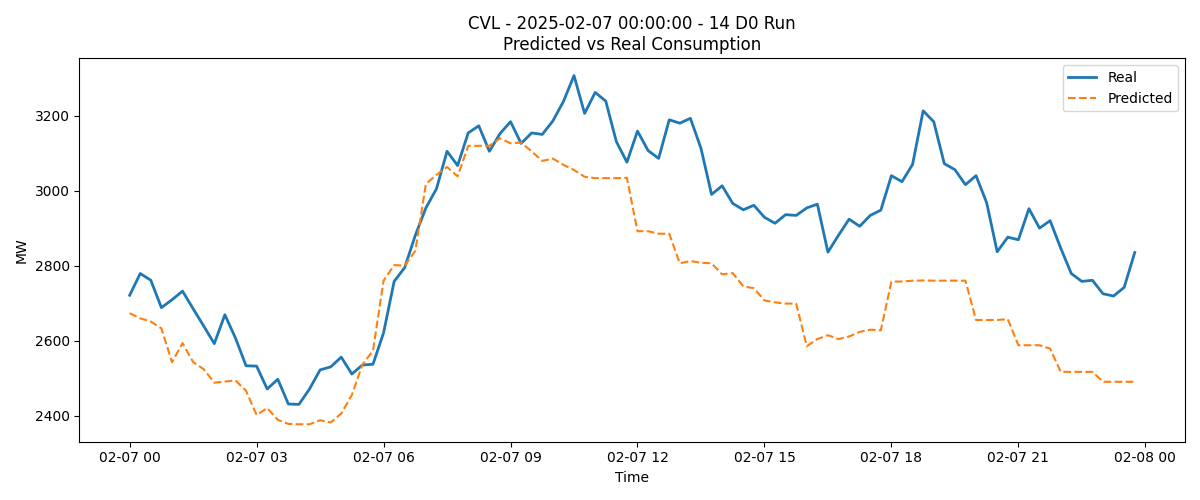 CVL - 2025-02-07 00:00:00 - 14 D0 Run
Predicted vs Real Consumption
Real
Predicted
MW
3200
3000
2800
2600
2400
02-07 00
02-07 03
02-07 06
02-07 09
02-07 12
02-07 15
02-07 18
02-07 21
02-08 00
Time